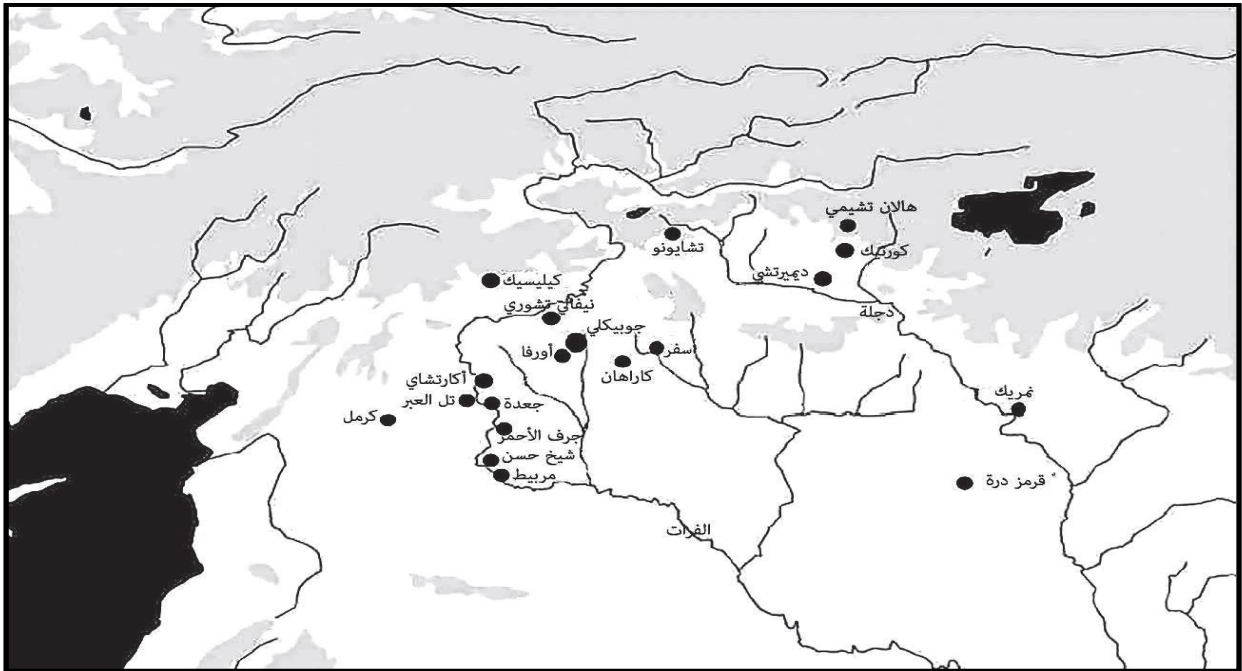 هالان تشيمي
تشايونو
كورتيك
ديميرتشي
كيليسيك
نيفالي تشوري
دجلة
جوبيكلي
أورفا
سفر
كاراهان
أكارتشاي
تل العبر
جعدة
نمريك
كرمل
جرف الأحمر
شيخ حسن
مربيط
قرمز درة
الفرات